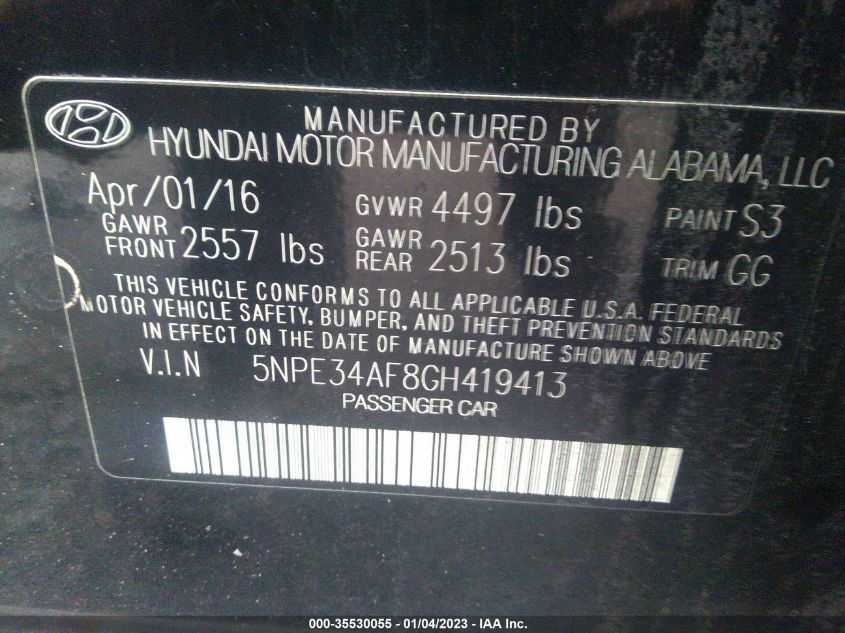 MANUFACTURED BY
HYUNDAI MOTOR MANUFACTURING ALABAMA, LLC
Apr/01/16 GVWR 4497 lbs PAINT S3
GAWR FRONT 2557 lbs GAWR REAR 2513 lbs TRIM GG
THIS VEHICLE CONFORMS TO ALL APPLICABLE U.S.A. FEDERAL
MOTOR VEHICLE SAFETY, BUMPER, AND THEFT PREVENTION STANDARDS
IN EFFECT ON THE DATE OF MANUFACTURE SHOWN ABOVE
V.I.N 5NPE34AF8GH419413
PASSENGER CAR
000-35530055 — 01/04/2023 — IAA Inc.